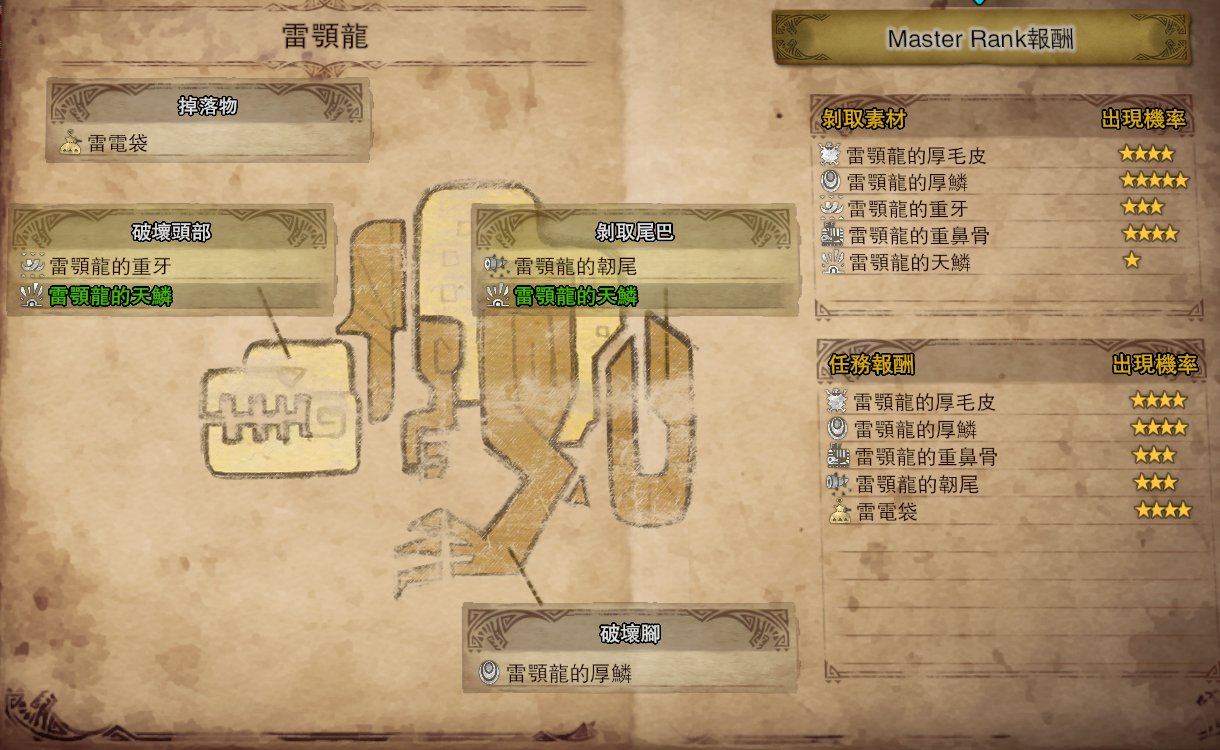 雷顎龍
掉落物
雷電袋
破壞頭部
雷顎龍的重牙
雷顎龍的天鱗
剝取尾巴
雷顎龍的韌尾
雷顎龍的天鱗
破壞腳
雷顎龍的厚鱗
Master Rank報酬
剝取素材 出現機率
雷顎龍的厚毛皮
雷顎龍的厚鱗
雷顎龍的重牙
雷顎龍的重鼻骨
雷顎龍的天鱗
任務報酬 出現機率
雷顎龍的厚毛皮
雷顎龍的厚鱗
雷顎龍的重鼻骨
雷顎龍的韌尾
雷電袋